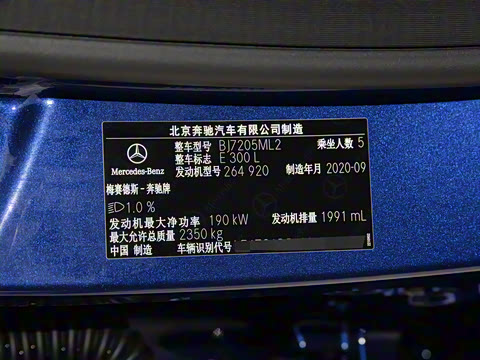 北京奔驰汽车有限公司制造
整车型号 BJ7205ML2 乘坐人数 5
整车标志 E 300 L
Mercedes-Benz 发动机型号 264 920 制造年月 2020-09
梅赛德斯-奔驰牌
1.0 %
发动机最大净功率 190 kW 发动机排量 1991 mL
最大允许总质量 2350 kg
中国 制造 车辆识别代号